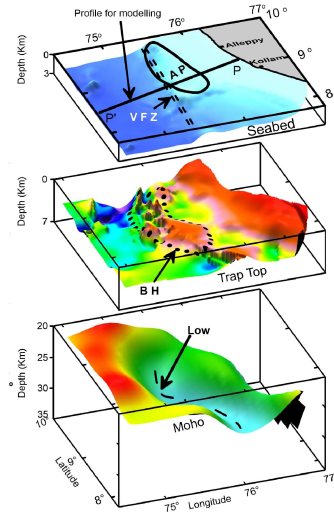 Profile for modelling
75°
76°
77°
10°
9°
8
Depth (Km)
0
3
Alleppy
Kollam
A P
P
P'
V F Z
Seabed
Depth (Km)
0
7
B H
Trap Top
Depth (Km)
20
25
30
35
Low
Moho
10°
9°
8°
Latitude
75°
76°
77
Longitude